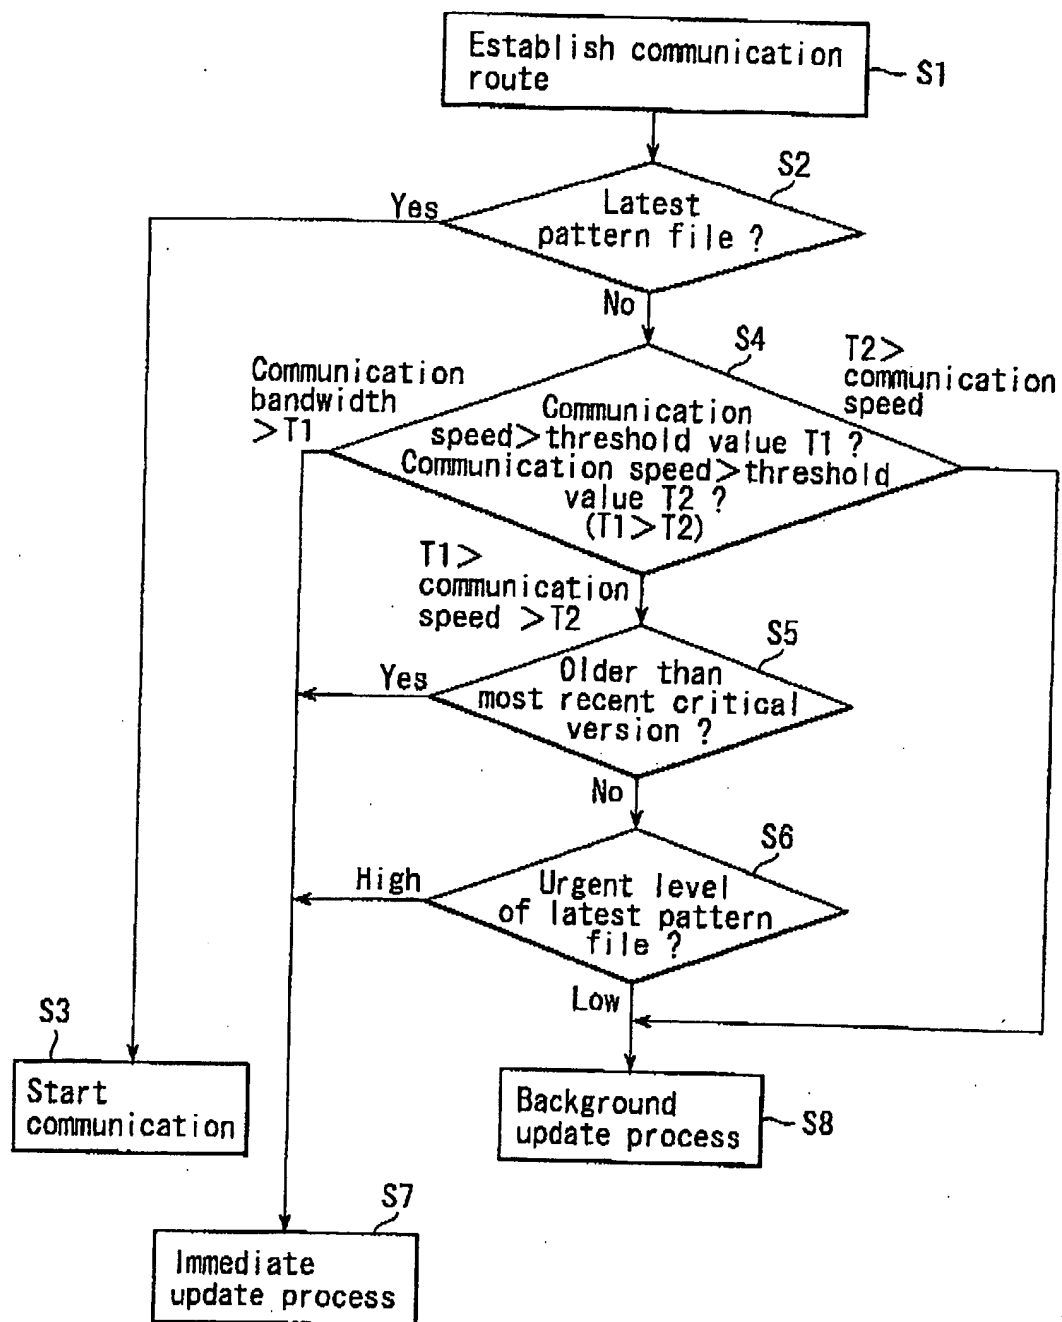 Establish communication
route
S1
S2
Yes
Latest
pattern file ?
No
S4
T2>
communication
speed
Communication
bandwidth
>T1
Communication
speed>threshold value T1 ?
Communication speed>threshold
value T2 ?
(T1>T2)
T1>
communication
speed >T2
S5
Yes
Older than
most recent critical
version ?
No
S6
High
Urgent level
of latest pattern
file ?
Low
S3
Start
communication
Background
update process
S8
S7
Immediate
update process